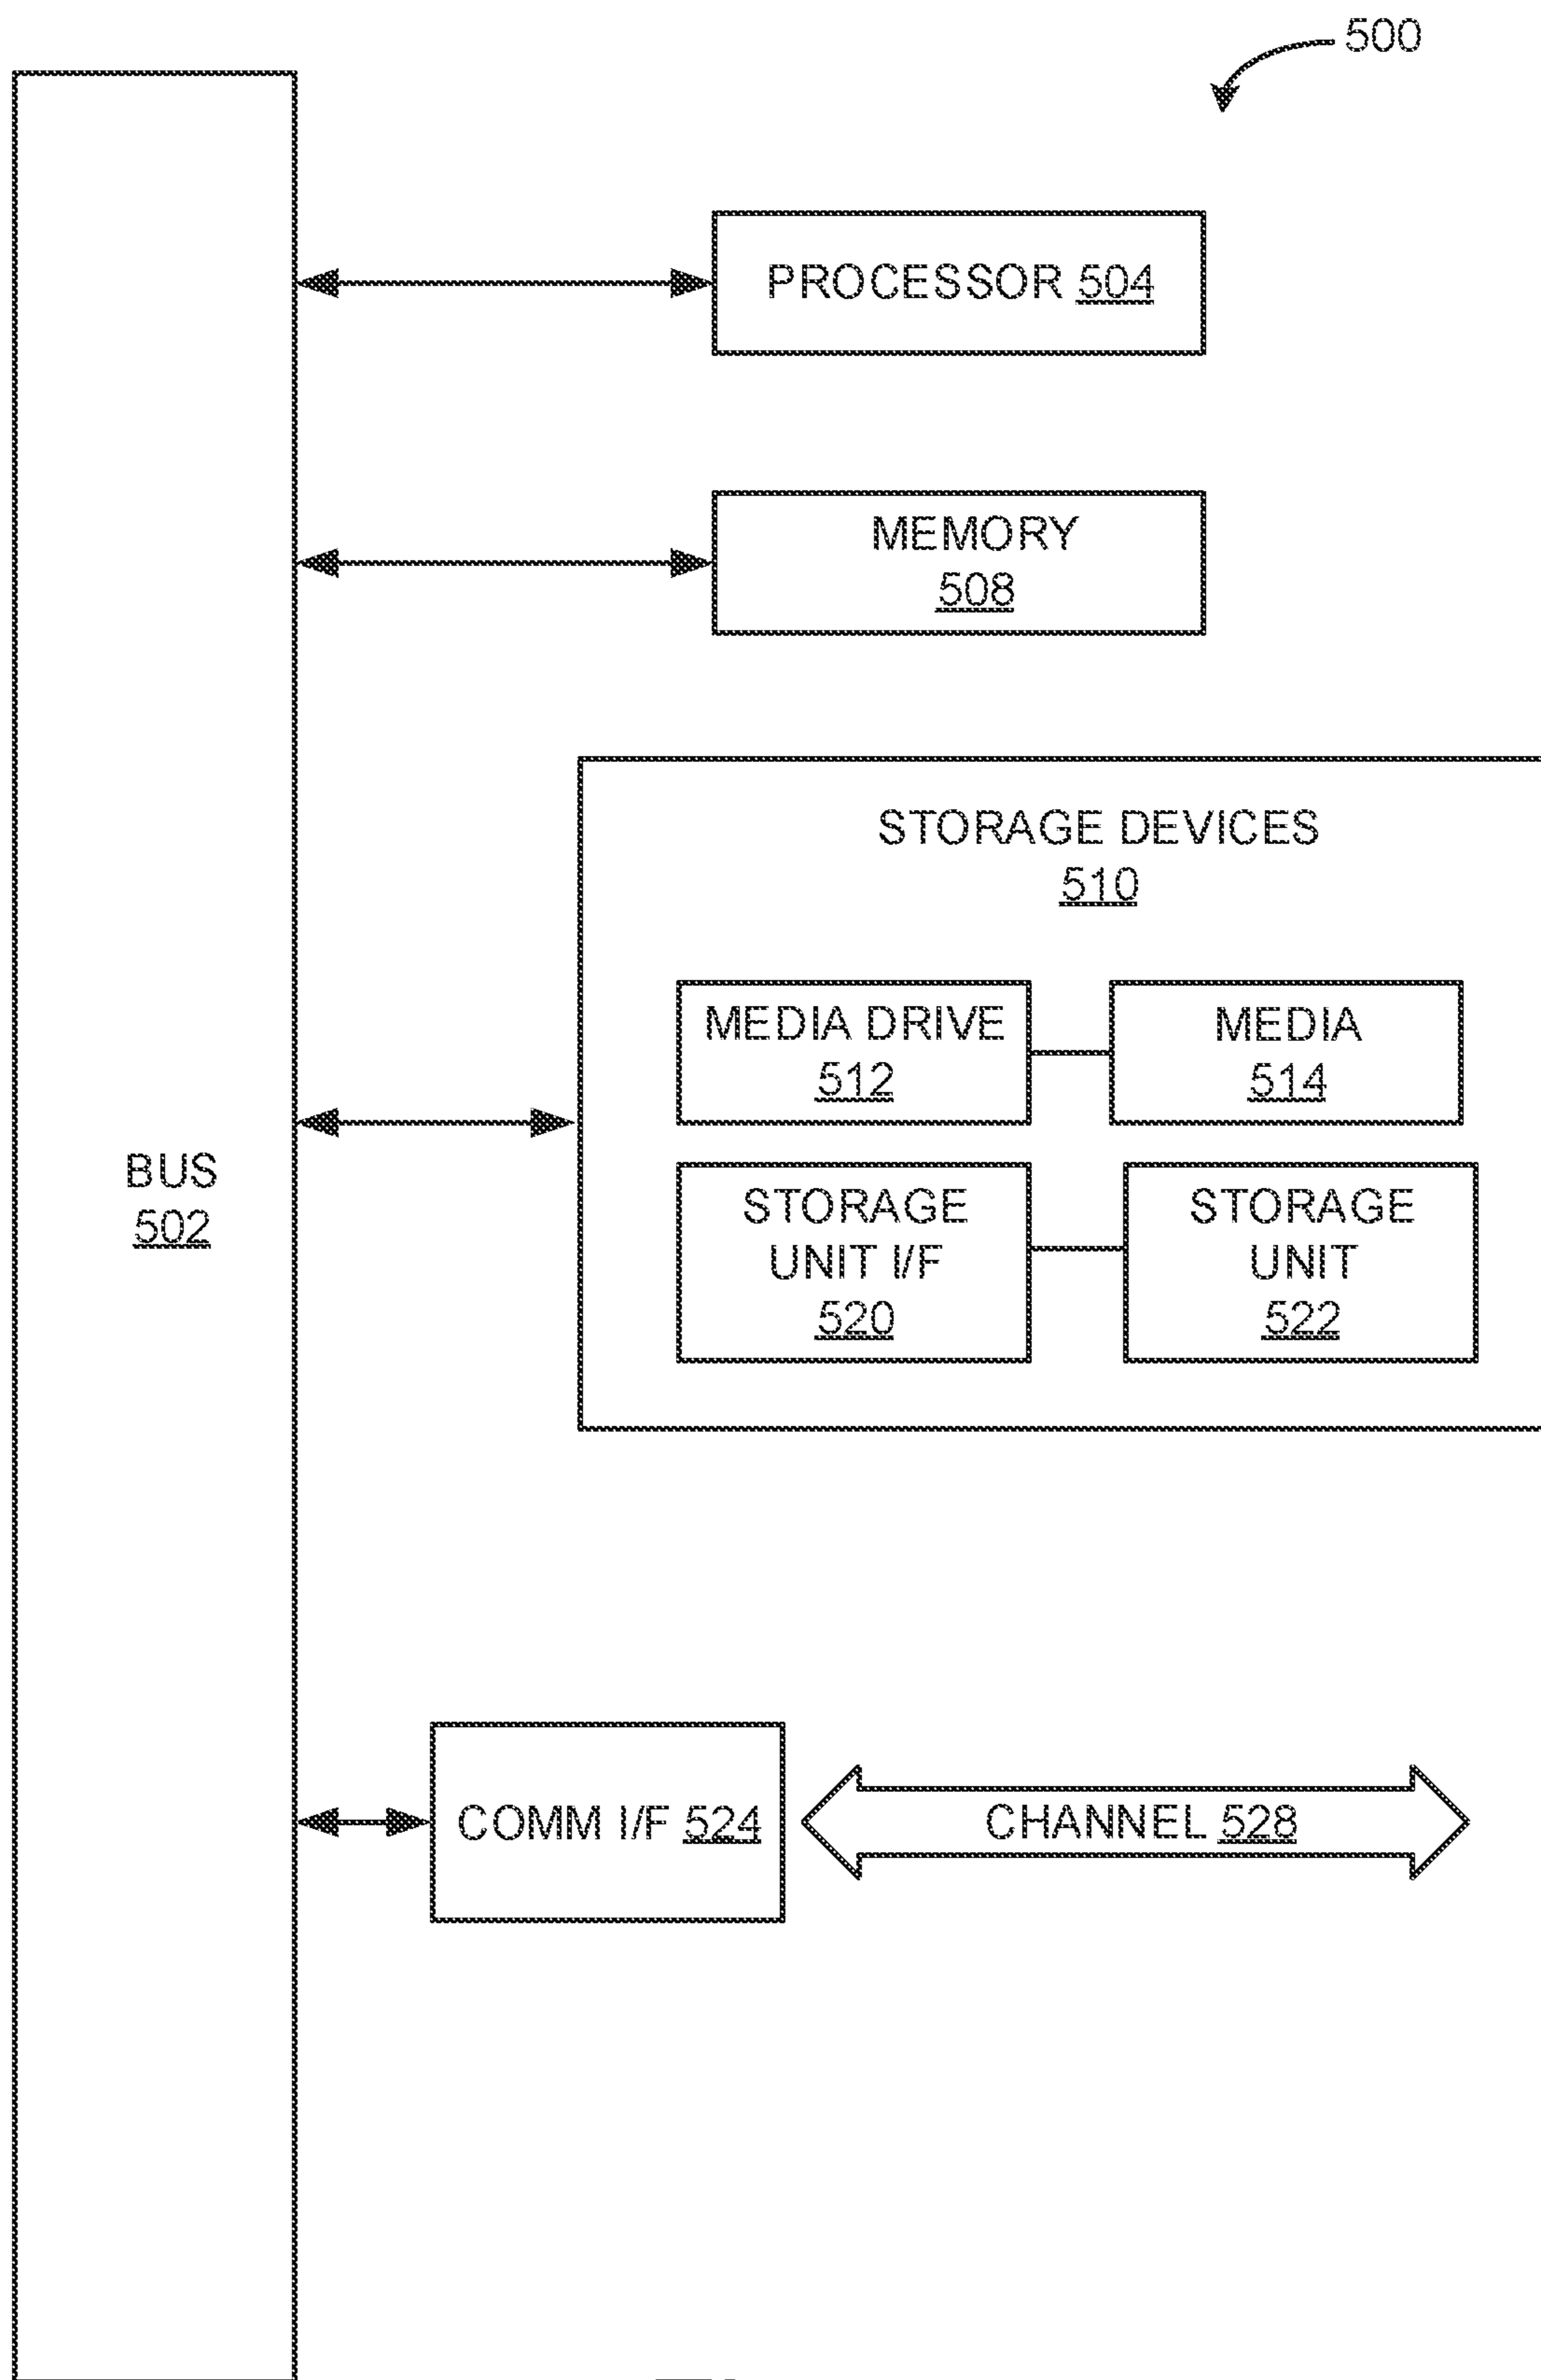 500
PROCESSOR 504
MEMORY
508
STORAGE DEVICES
510
MEDIA DRIVE
512
MEDIA
514
BUS
502
STORAGE
UNIT I/F
520
STORAGE
UNIT
522
COMM I/F 524
CHANNEL 528